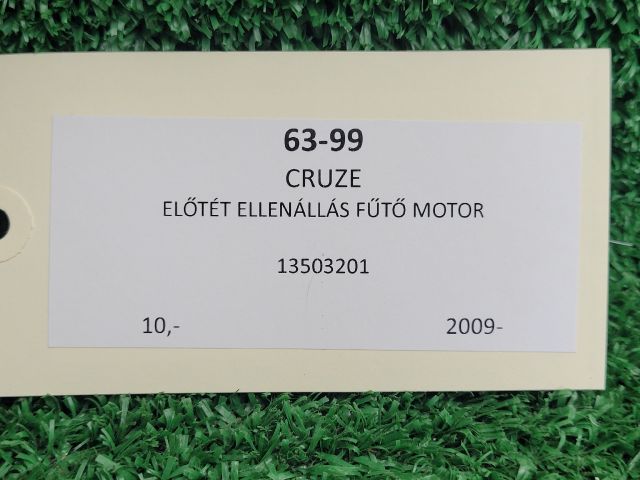 63-99
CRUZE
ELŐTÉT ELLENÁLLÁS FŰTŐ MOTOR
13503201
10,- 2009-